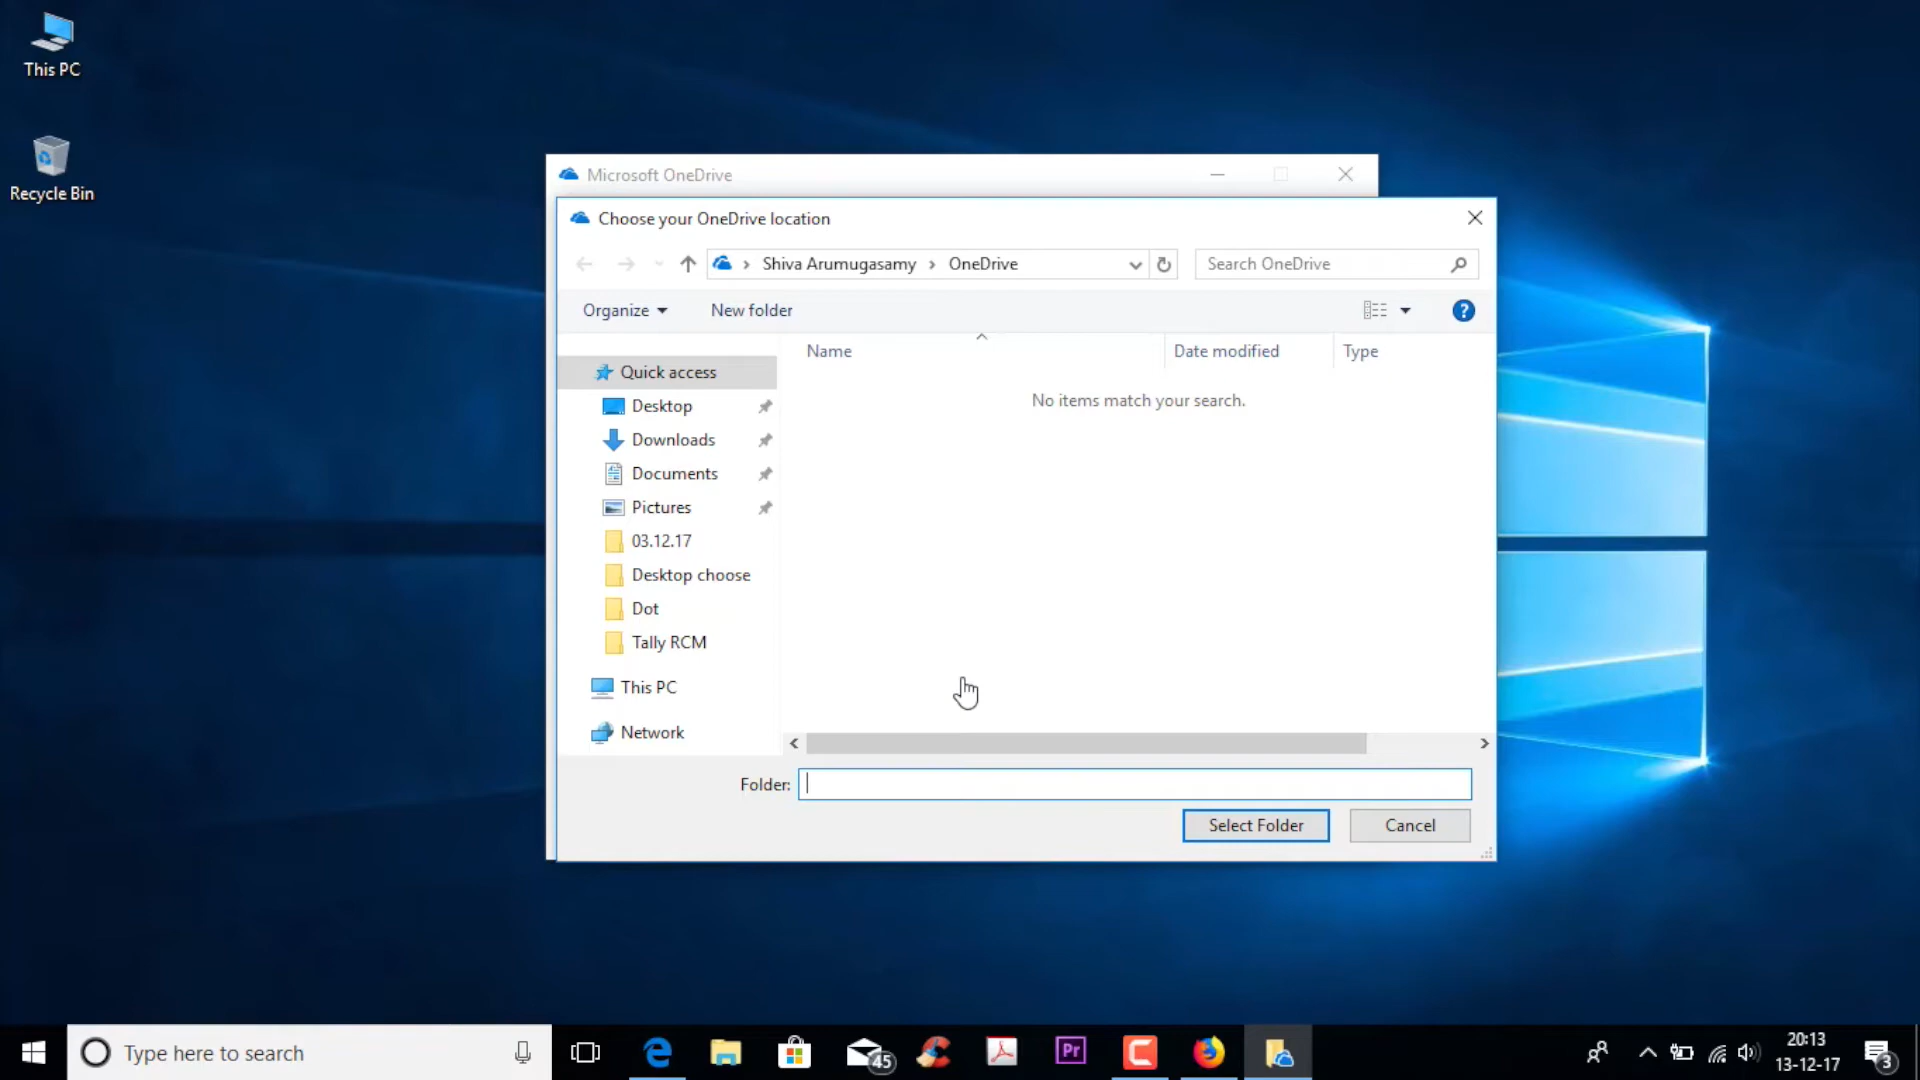 This PC
Recycle Bin
Microsoft OneDrive
Choose your OneDrive location
Shiva Arumugasamy > OneDrive
Search OneDrive
Organize
New folder
?
Name
Date modified
Type
No items match your search.
Quick access
Desktop
Downloads
Documents
Pictures
03.12.17
Desktop choose
Dot
Tally RCM
This PC
Network
Folder:
Select Folder
Cancel
Type here to search
45
Pr
20:13
13-12-17
3